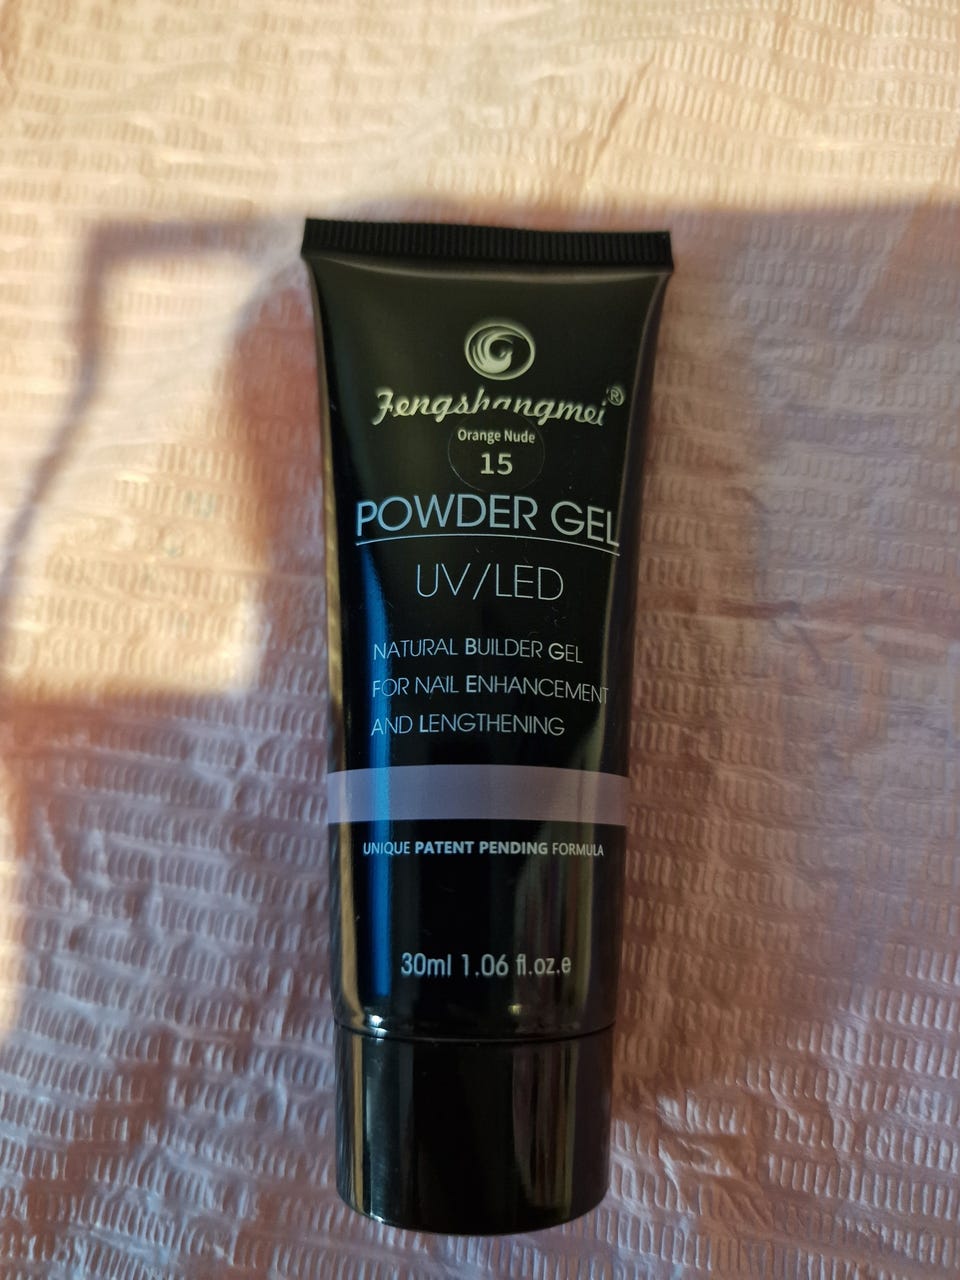 Fengshangmei®
Orange Nude
15
POWDER GEL
UV/LED
NATURAL BUILDER GEL
FOR NAIL ENHANCEMENT
AND LENGTHENING
UNIQUE PATENT PENDING FORMULA
30ml 1.06 fl.oz.e